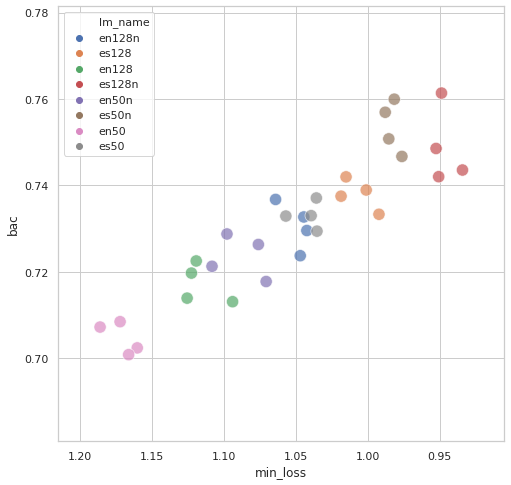 lm_name
en128n
es128
en128
es128n
en50n
es50n
en50
es50
0.78
0.76
0.74
0.72
0.70
bac
1.20 1.15 1.10 1.05 1.00 0.95
min_loss